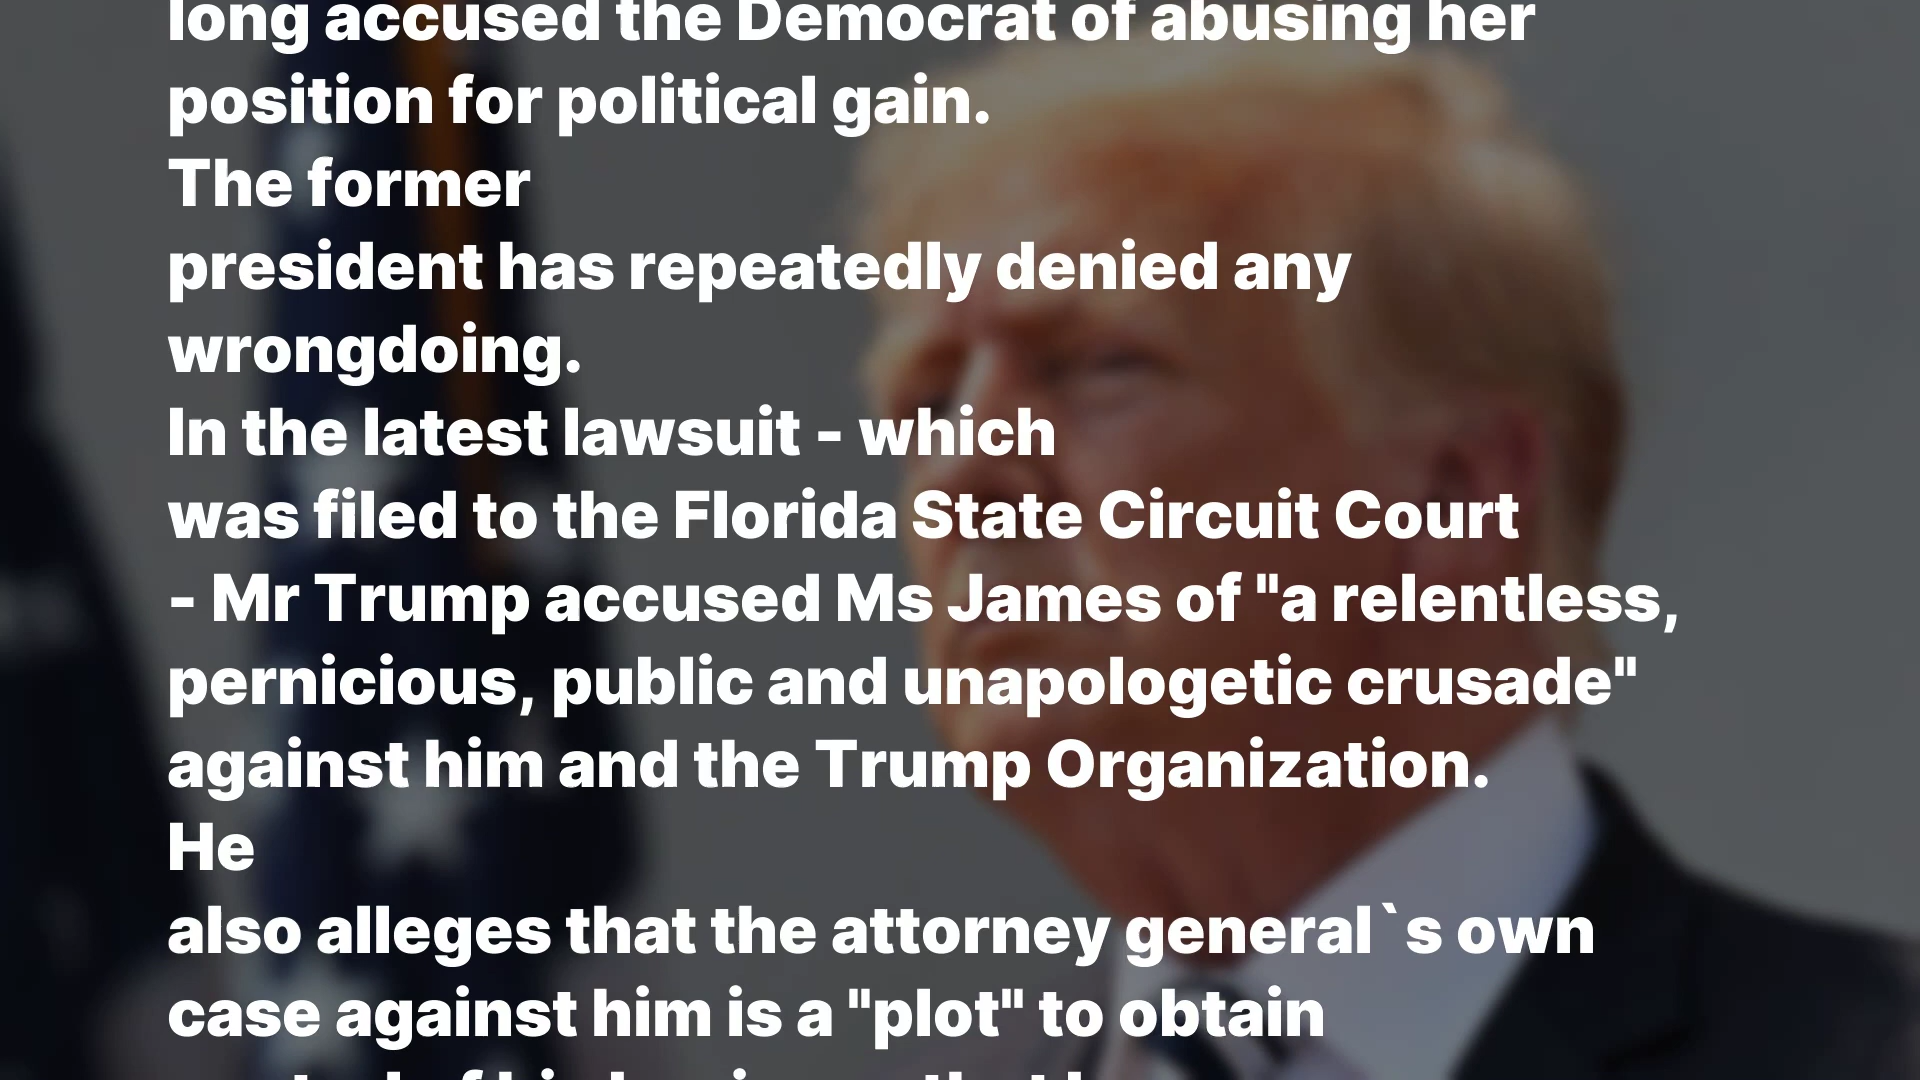 long accused the Democrat of abusing her
position for political gain.
The former
president has repeatedly denied any
wrongdoing.
In the latest lawsuit - which
was filed to the Florida State Circuit Court
- Mr Trump accused Ms James of "a relentless,
pernicious, public and unapologetic crusade"
against him and the Trump Organization.
He
also alleges that the attorney general`s own
case against him is a "plot" to obtain